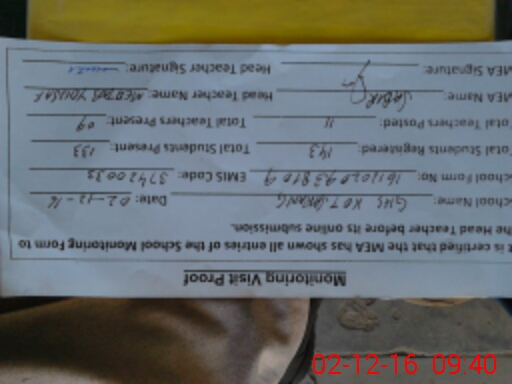 Monitoring Visit Proof
It is certified that the MEA has shown all entries of the School Monitoring Form to
the Head Teacher before its online submission.
School Name: GHS KOT Date: 02-12-16
School Form No: EMIS Code: 37420035
Total Students Registered: 143 Total Students Present: 133
Total Teachers Posted: 11 Total Teachers Present: 09
MEA Name: SABIR Head Teacher Name: YOUSAF
MEA Signature: Head Teacher Signature:
02-12-16 09:40